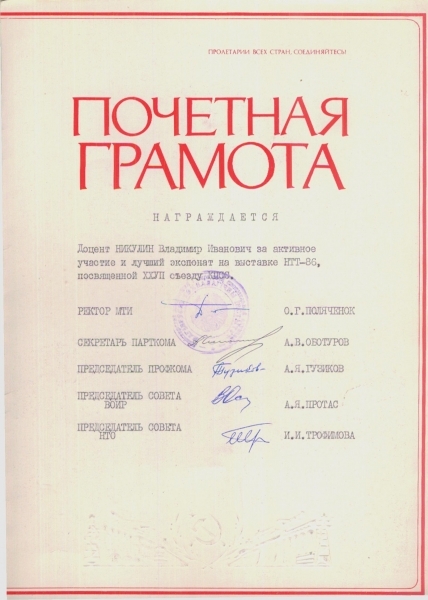 ПРОЛЕТАРИИ ВСЕХ СТРАН, СОЕДИНЯЙТЕСЬ!
ПОЧЕТНАЯ
ГРАМОТА
НАГРАЖДАЕТСЯ
Доцент НИКУЛИН Владимир Иванович за активное
участие и лучший экспонат на выставке НТТ-86,
посвященной ХХУП съезду КПСС.
РЕКТОР МТИ О.Г.ПОЛЯЧЕНОК
СЕКРЕТАРЬ ПАРТКОМА А.В.ОБОТУРОВ
ПРЕДСЕДАТЕЛЬ ПРОФКОМА А.Я.ГУЗИКОВ
ПРЕДСЕДАТЕЛЬ СОВЕТА
ВОИР А.Я.ПРОТАС
ПРЕДСЕДАТЕЛЬ СОВЕТА
НТО И.И.ТРОФИМОВА